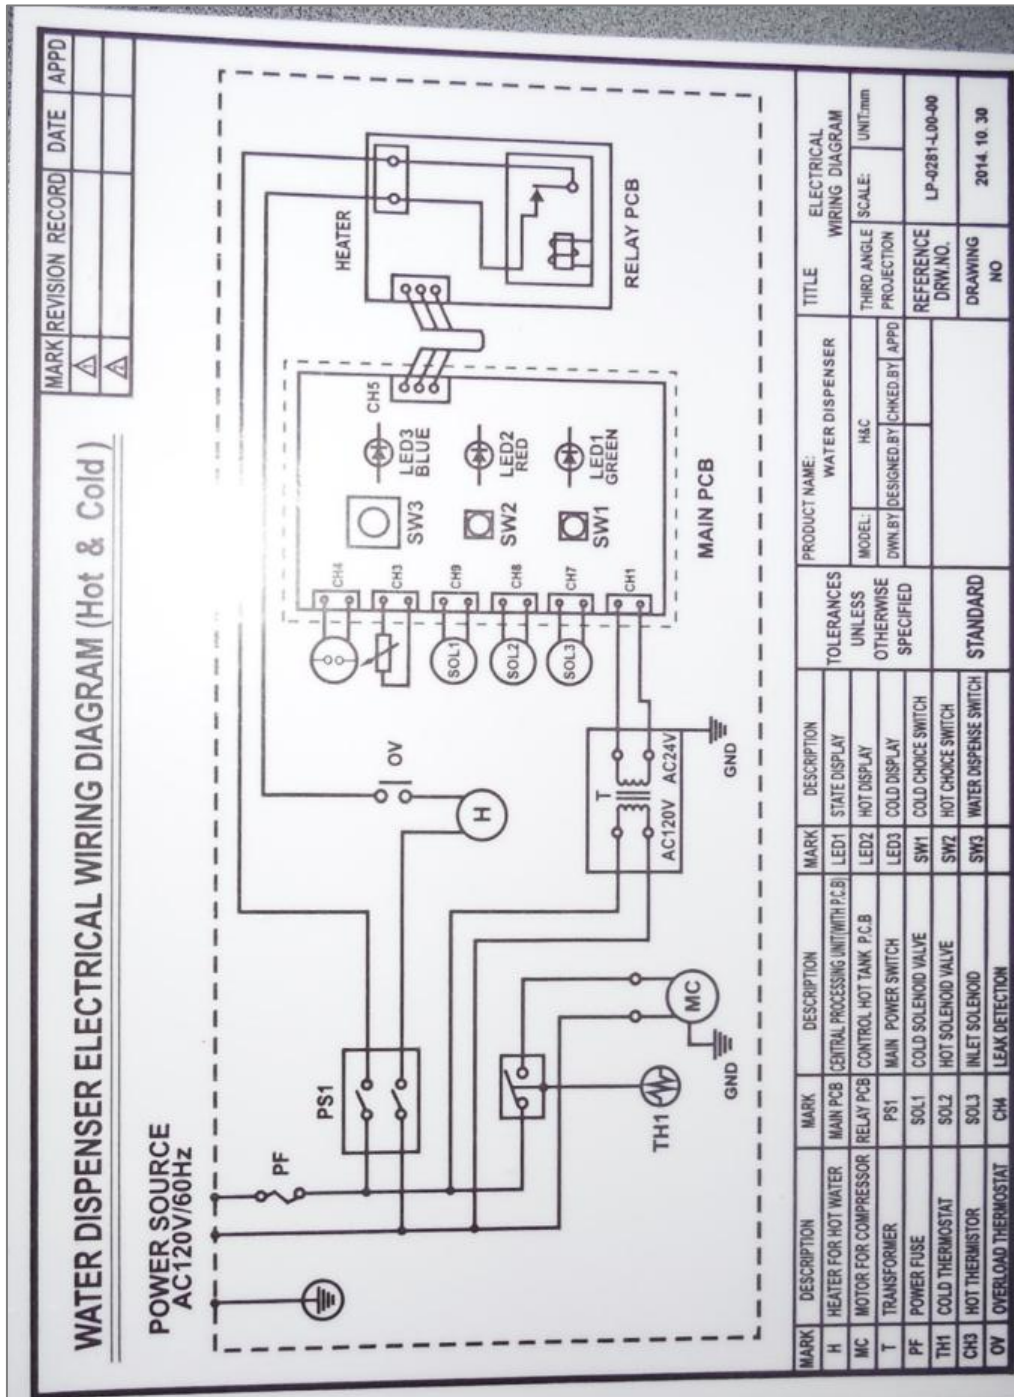 WATER DISPENSER ELECTRICAL WIRING DIAGRAM (Hot & Cold)
MARK REVISION RECORD DATE APPD
1
1
POWER SOURCE
AC120V/60Hz
PF
PS1
OV
H
HEATER
RELAY PCB
CH4
CH3
CH9
CH8
CH7
CH1
SOL1
SOL2
SOL3
SW3
SW2
SW1
CH5
LED3
BLUE
LED2
RED
LED1
GREEN
MAIN PCB
T
AC120V AC24V
GND
TH1
MC
GND
MARK DESCRIPTION MARK DESCRIPTION MARK DESCRIPTION
H HEATER FOR HOT WATER MAIN PCB CENTRAL PROCESSING UNIT(WITH P.C.B) LED1 STATE DISPLAY
MC MOTOR FOR COMPRESSOR RELAY PCB CONTROL HOT TANK P.C.B LED2 HOT DISPLAY
T TRANSFORMER PS1 MAIN POWER SWITCH LED3 COLD DISPLAY
PF POWER FUSE SOL1 COLD SOLENOID VALVE SW1 COLD CHOICE SWITCH
TH1 COLD THERMOSTAT SOL2 HOT SOLENOID VALVE SW2 HOT CHOICE SWITCH
CH3 HOT THERMISTOR SOL3 INLET SOLENOID SW3 WATER DISPENSE SWITCH
OV OVERLOAD THERMOSTAT CH4 LEAK DETECTION
TOLERANCES
UNLESS
OTHERWISE
SPECIFIED
STANDARD
PRODUCT NAME:
WATER DISPENSER
MODEL: H&C
DWN.BY DESIGNED.BY CHKED.BY APPD
TITLE ELECTRICAL
WIRING DIAGRAM
THIRD ANGLE
PROJECTION
SCALE: UNIT:mm
REFERENCE
DRW.NO.
LP-0281-L00-00
DRAWING
NO
2014. 10. 30